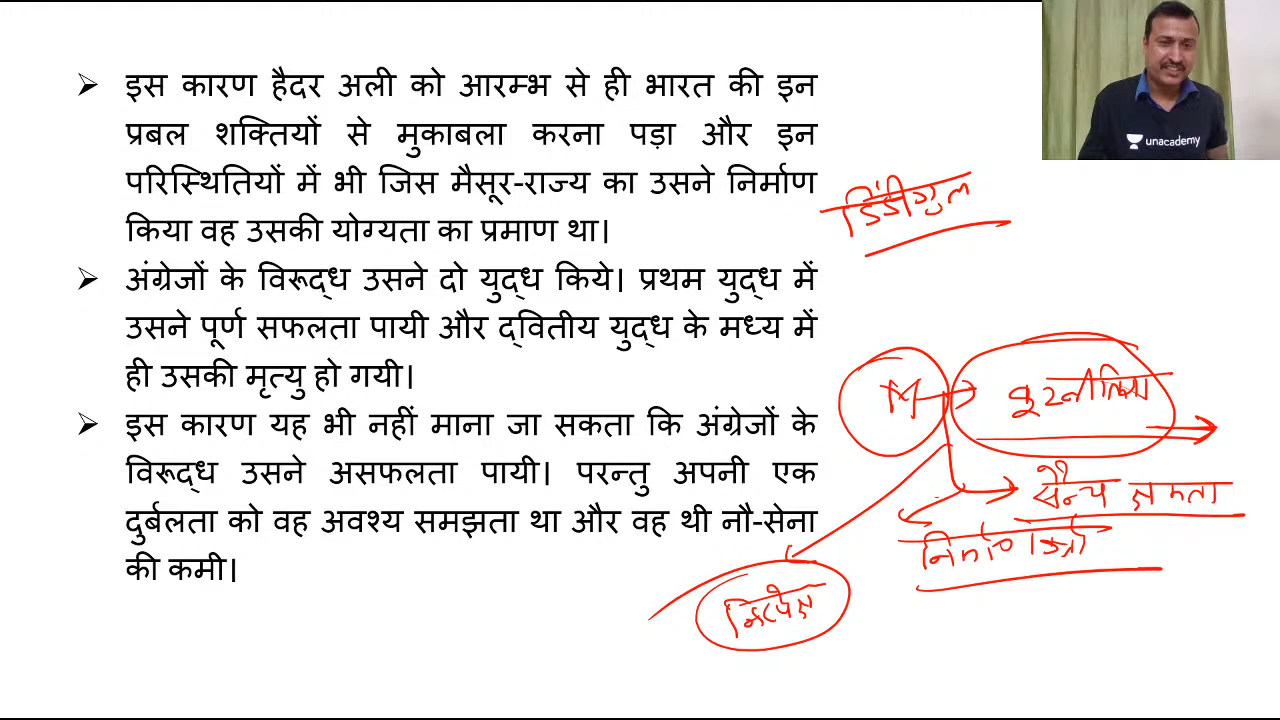 इस कारण हैदर अली को आरम्भ से ही भारत की इन
प्रबल शक्तियों से मुकाबला करना पड़ा और इन
परिस्थितियों में भी जिस मैसूर-राज्य का उसने निर्माण
किया वह उसकी योग्यता का प्रमाण था।
अंग्रेजों के विरूद्ध उसने दो युद्ध किये। प्रथम युद्ध में
उसने पूर्ण सफलता पायी और द्वितीय युद्ध के मध्य में
ही उसकी मृत्यु हो गयी।
इस कारण यह भी नहीं माना जा सकता कि अंग्रेजों के
विरूद्ध उसने असफलता पायी। परन्तु अपनी एक
दुर्बलता को वह अवश्य समझता था और वह थी नौ-सेना
की कमी।
unacademy
डिंडीगुल
M
सैन्य क्षमता